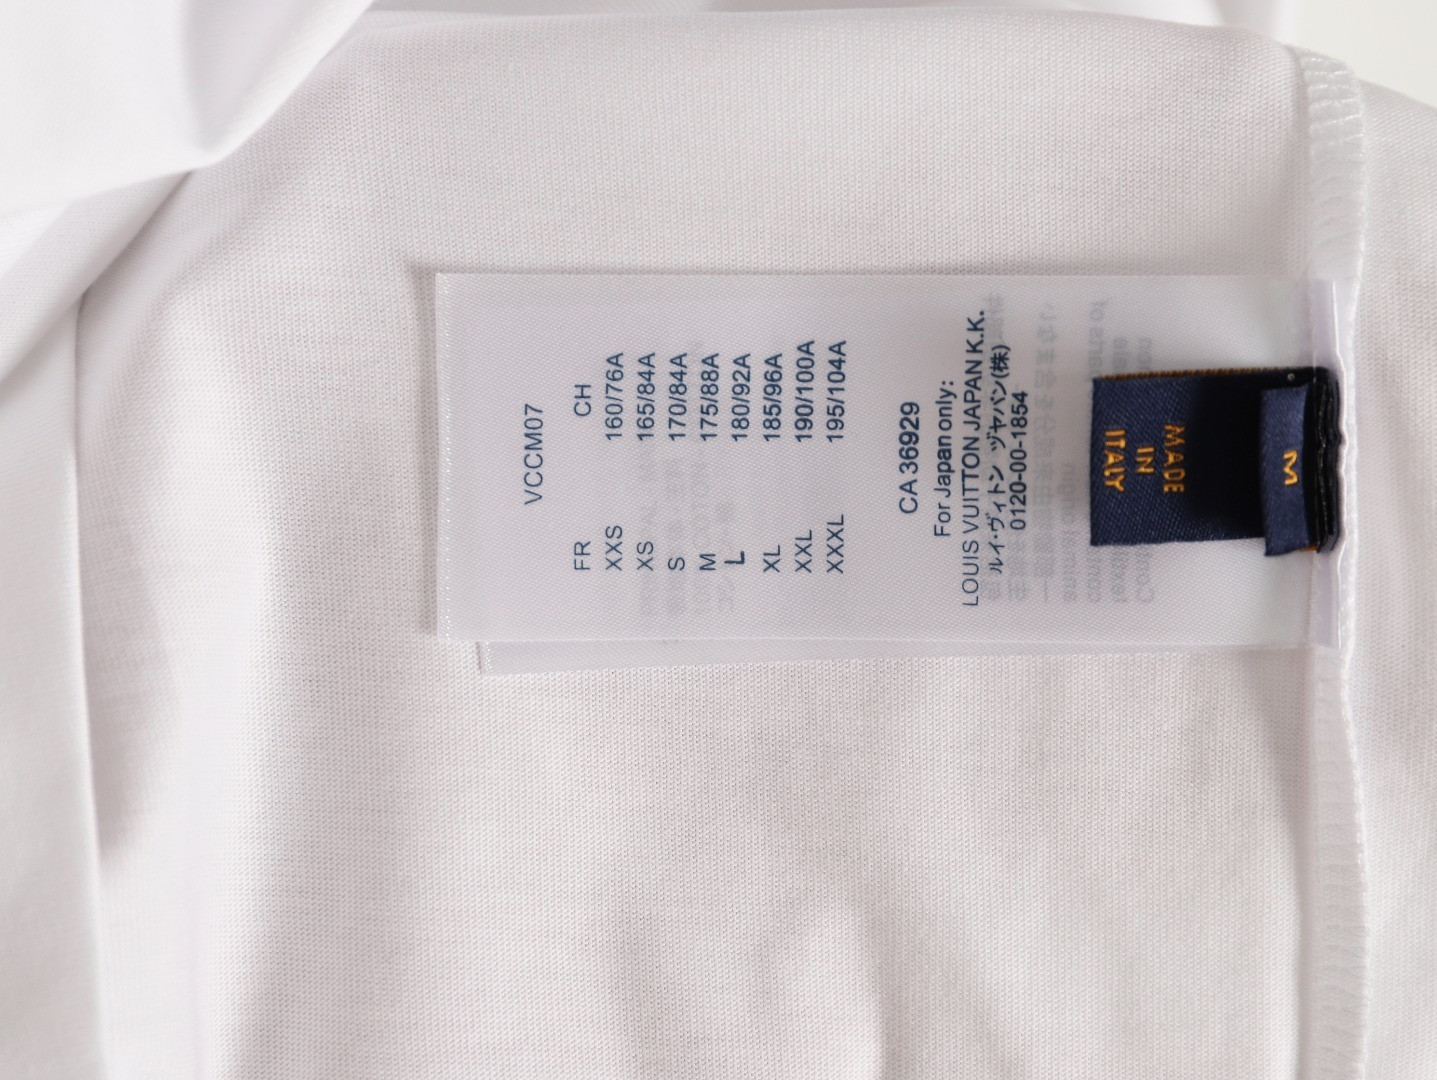 VCCM07
FR CH
XXS 160/76A
XS 165/84A
S 170/84A
M 175/88A
L 180/92A
XL 185/96A
XXL 190/100A
XXXL 195/104A
CA 36929
For Japan only:
LOUIS VUITTON JAPAN K.K.
ルイ・ヴィトン ヅヤパン(株)
0120-00-1854
MADE
IN
ITALY
M